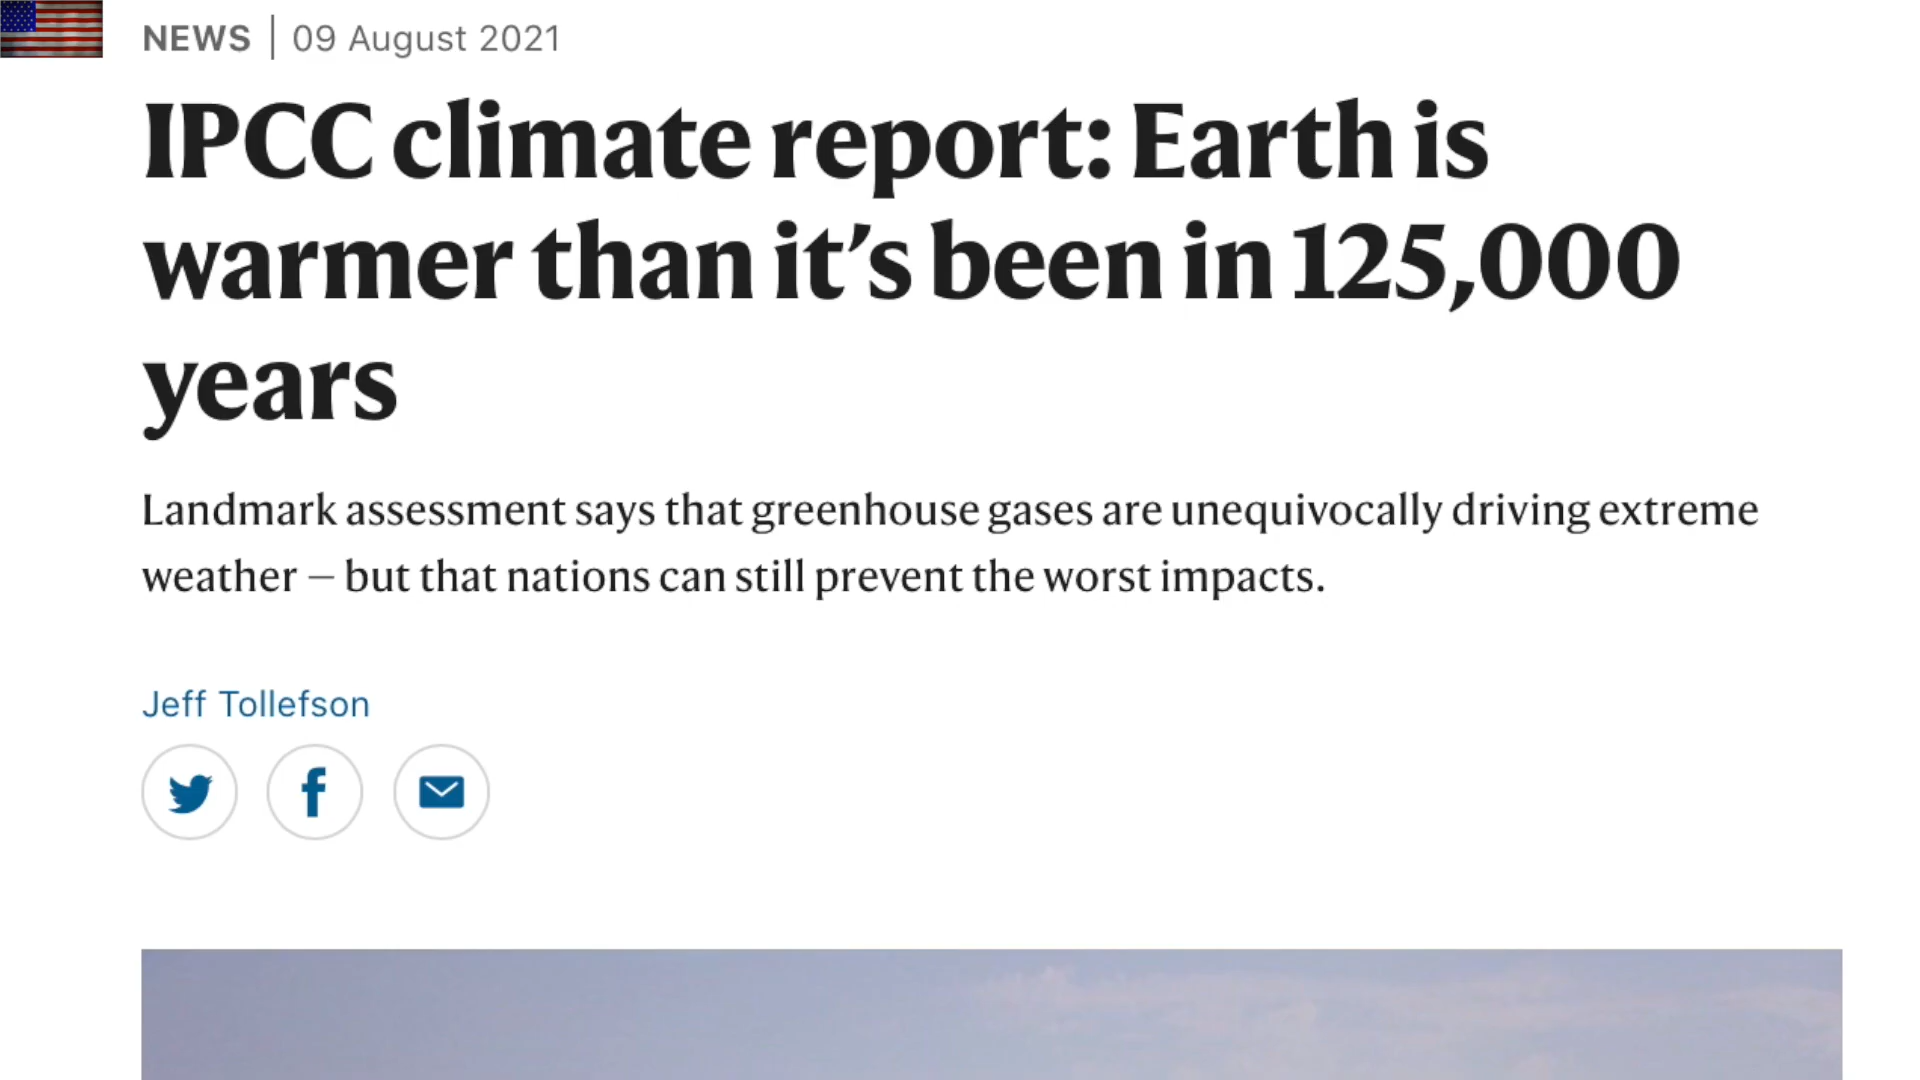 NEWS | 09 August 2021
IPCC climate report: Earth is
warmer than it’s been in 125,000
years
Landmark assessment says that greenhouse gases are unequivocally driving extreme
weather — but that nations can still prevent the worst impacts.
Jeff Tollefson